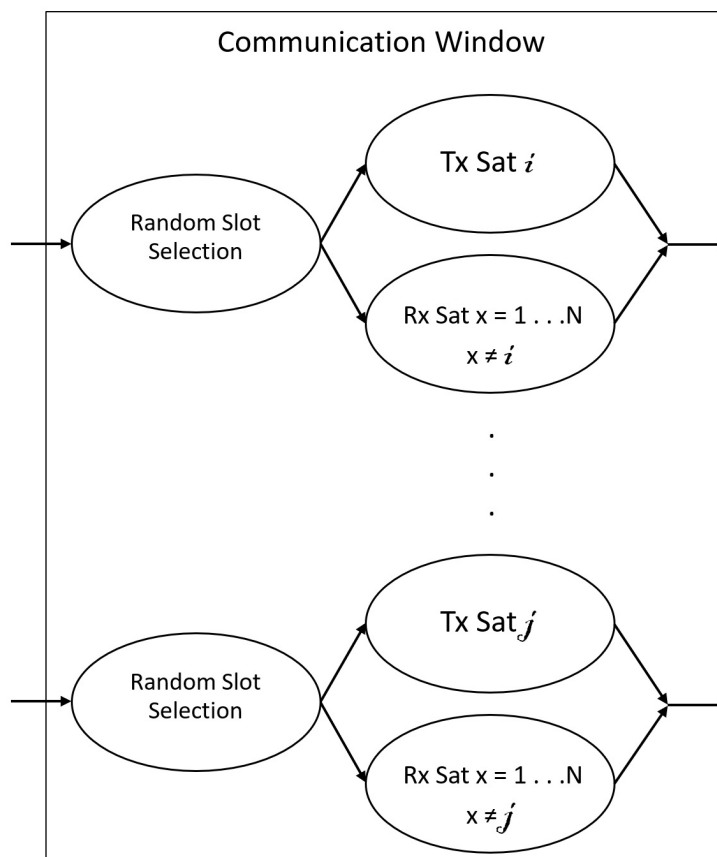 Communication Window
Tx Sat i
Random Slot
Selection
Rx Sat x = 1 . . .N
x ≠ i
.
.
.
Tx Sat j
Random Slot
Selection
Rx Sat x = 1 . . .N
x ≠ j